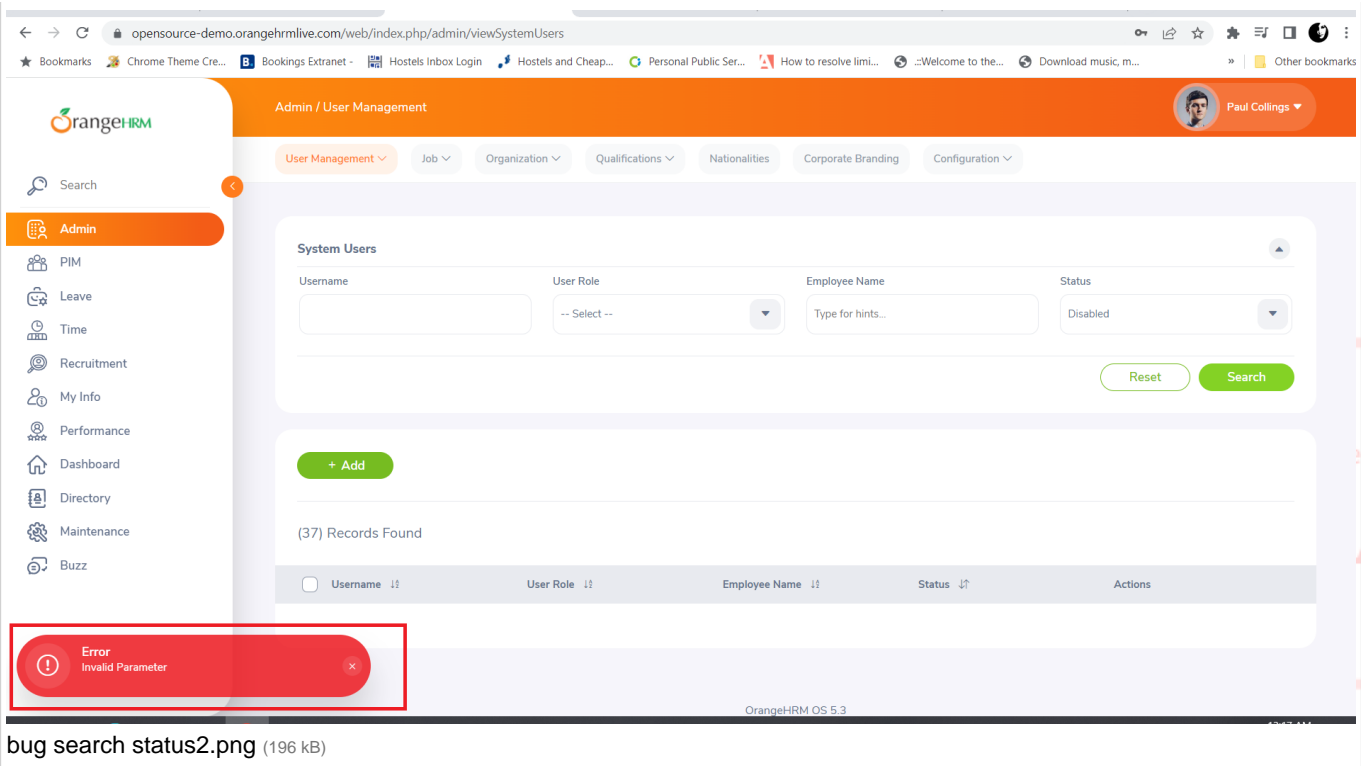 opensource-demo.orangehrmlive.com/web/index.php/admin/viewSystemUsers
Bookmarks Chrome Theme Cre... B. Bookings Extranet - Hostels Inbox Login Hostels and Cheap... Personal Public Ser... How to resolve limi... .::Welcome to the... Download music, m... » Other bookmarks
OrangeHRM
Admin / User Management
Paul Collings
User Management Job Organization Qualifications Nationalities Corporate Branding Configuration
Search
Admin
PIM
Leave
Time
Recruitment
My Info
Performance
Dashboard
Directory
Maintenance
Buzz
System Users
Username User Role Employee Name Status
-- Select -- Type for hints... Disabled
Reset Search
+ Add
(37) Records Found
Username User Role Employee Name Status Actions
Error
Invalid Parameter
OrangeHRM OS 5.3
bug search status2.png (196 kB)